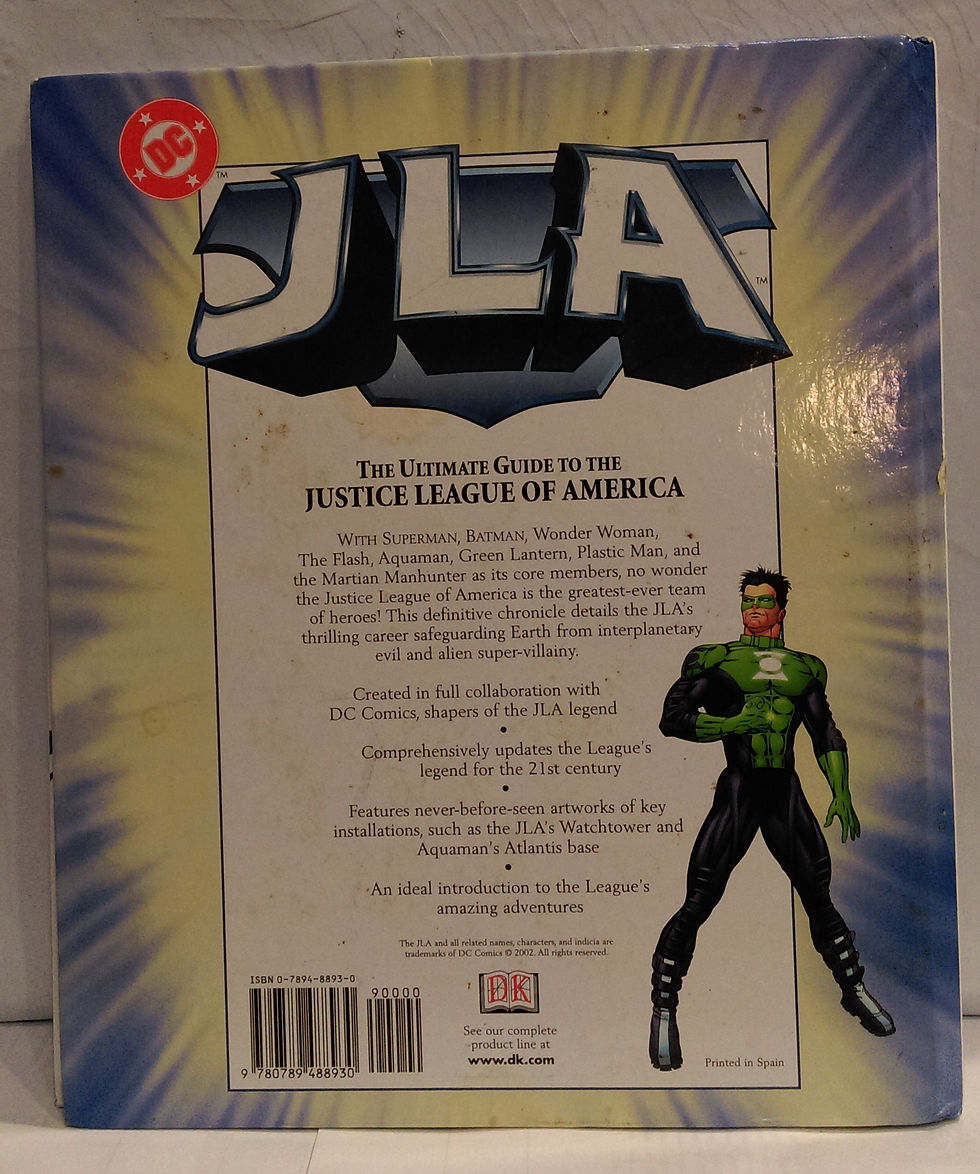 DC
TM
JLA
TM
THE ULTIMATE GUIDE TO THE
JUSTICE LEAGUE OF AMERICA
WITH SUPERMAN, BATMAN, Wonder Woman,
The Flash, Aquaman, Green Lantern, Plastic Man, and
the Martian Manhunter as its core members, no wonder
the Justice League of America is the greatest-ever team
of heroes! This definitive chronicle details the JLA's
thrilling career safeguarding Earth from interplanetary
evil and alien super-villainy.
Created in full collaboration with
DC Comics, shapers of the JLA legend
•
Comprehensively updates the League's
legend for the 21st century
•
Features never-before-seen artworks of key
installations, such as the JLA's Watchtower and
Aquaman's Atlantis base
•
An ideal introduction to the League's
amazing adventures
The JLA and all related names, characters, and indicia are
trademarks of DC Comics © 2002. All rights reserved.
ISBN 0-7894-8893-0
90000
9 780789 488930
DK
See our complete
product line at
www.dk.com
Printed in Spain